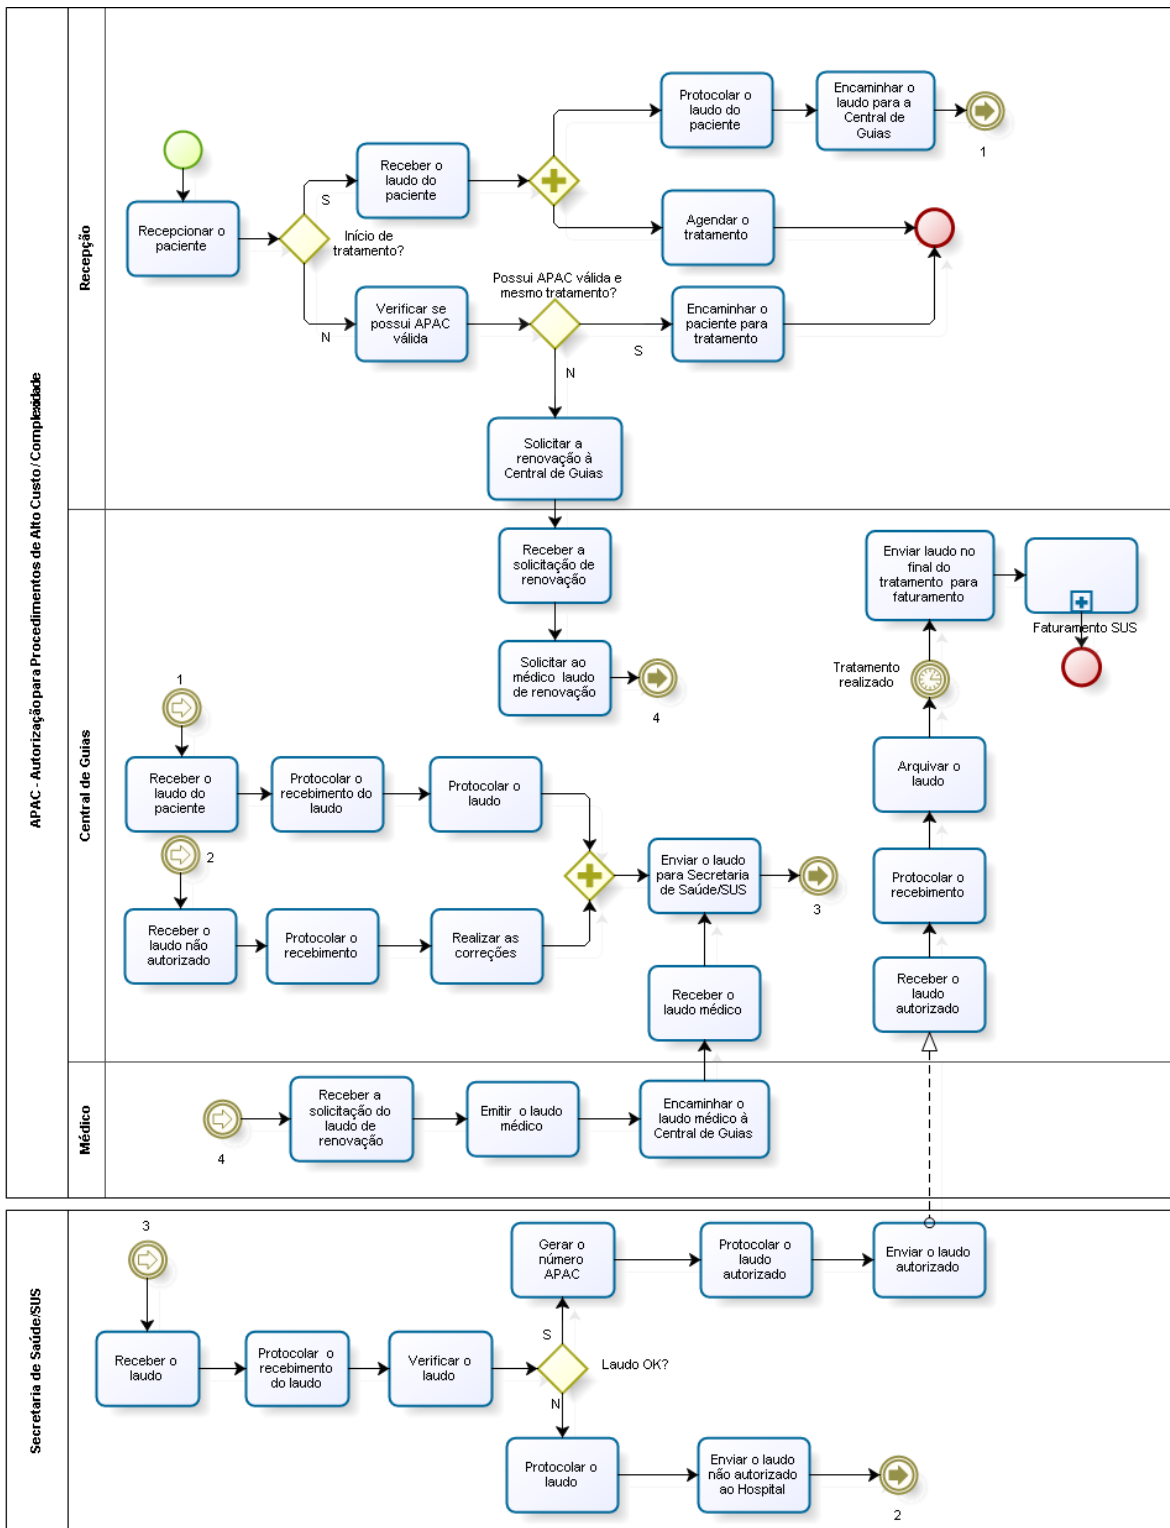 APAC - Autorização para Procedimentos de Alto Custo / Complexidade
Recepção
Recepcionar o
paciente
Início de
tratamento?
S
N
Receber o
laudo do
paciente
Protocolar o
laudo do
paciente
Encaminhar o
laudo para a
Central de
Guias
1
Agendar o
tratamento
Verificar se
possui APAC
válida
Possui APAC válida e
mesmo tratamento?
S
N
Encaminhar o
paciente para
tratamento
Solicitar a
renovação à
Central de Guias
Central de Guias
Receber a
solicitação de
renovação
Solicitar ao
médico laudo
de renovação
4
Enviar laudo no
final do
tratamento para
faturamento
Faturamento SUS
Tratamento
realizado
Arquivar o
laudo
Protocolar o
recebimento
Receber o
laudo
autorizado
1
Receber o
laudo do
paciente
Protocolar o
recebimento do
laudo
Protocolar o
laudo
2
Receber o
laudo não
autorizado
Protocolar o
recebimento
Realizar as
correções
Enviar o laudo
para Secretaria
de Saúde/SUS
3
Receber o
laudo médico
Médico
4
Receber a
solicitação do
laudo de
renovação
Emitir o laudo
médico
Encaminhar o
laudo médico à
Central de Guias
Secretaria de Saúde/SUS
3
Receber o
laudo
Protocolar o
recebimento
do laudo
Verificar o
laudo
Laudo OK?
S
N
Gerar o
número
APAC
Protocolar o
laudo
autorizado
Enviar o laudo
autorizado
Protocolar o
laudo
Enviar o laudo
não autorizado
ao Hospital
2